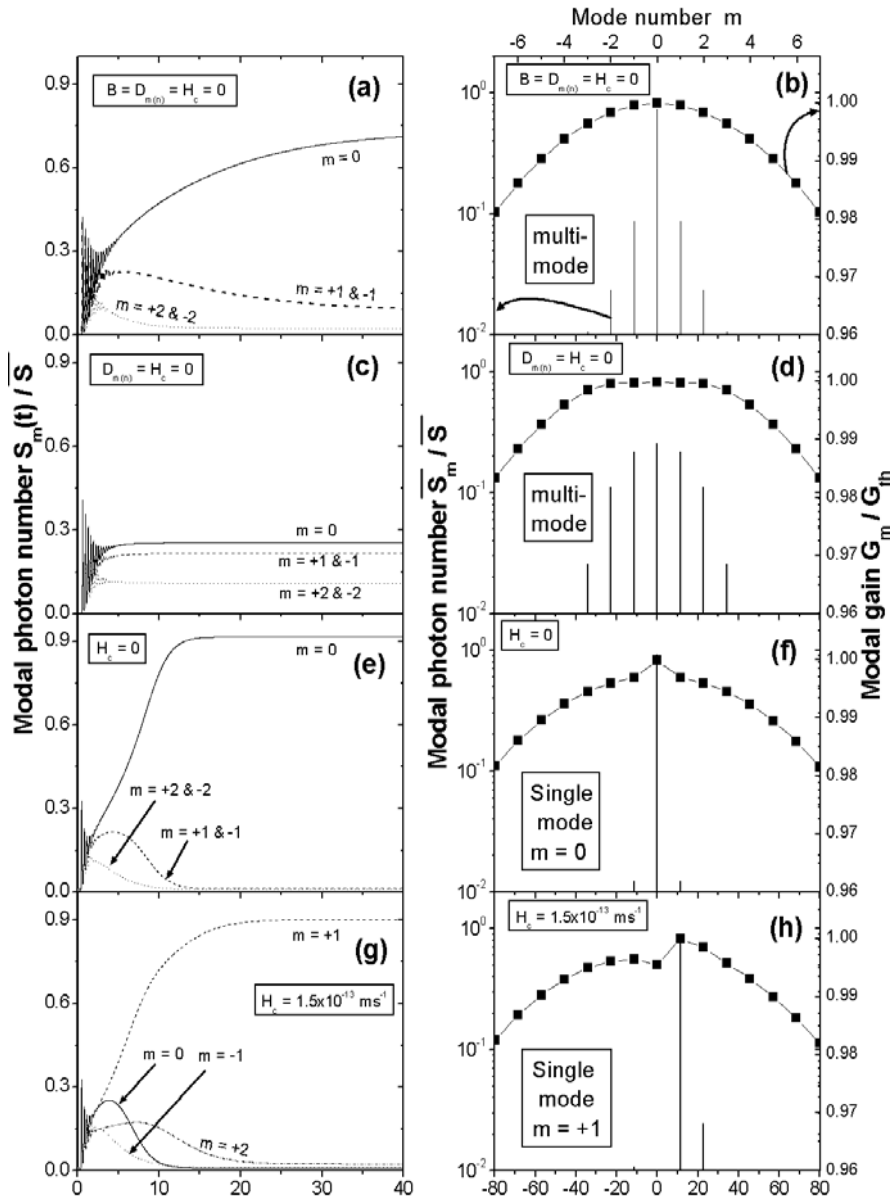 Mode number m
-6 -4 -2 0 2 4 6
Modal photon number S_m(t) / S̅
0.9
0.6
0.3
0.0
B = D_m(n) = H_c = 0
(a)
m = 0
m = +1 & -1
m = +2 & -2
Modal photon number S̅_m / S̅
10^0
10^-1
10^-2
B = D_m(n) = H_c = 0
(b)
multi-
mode
1.00
0.99
0.98
0.97
0.96
Modal gain G_m / G_th
0.9
0.6
0.3
0.0
D_m(n) = H_c = 0
(c)
m = 0
m = +1 & -1
m = +2 & -2
10^0
10^-1
10^-2
D_m(n) = H_c = 0
(d)
multi-
mode
1.00
0.99
0.98
0.97
0.96
0.9
0.6
0.3
0.0
H_c = 0
(e)
m = 0
m = +2 & -2
m = +1 & -1
10^0
10^-1
10^-2
H_c = 0
(f)
Single
mode
m = 0
1.00
0.99
0.98
0.97
0.96
0.9
0.6
0.3
0.0
(g)
m = +1
H_c = 1.5x10^-13 ms^-1
m = 0
m = -1
m = +2
0 10 20 30 40
10^0
10^-1
10^-2
H_c = 1.5x10^-13 ms^-1
(h)
Single
mode
m = +1
1.00
0.99
0.98
0.97
0.96
-80 -60 -40 -20 0 20 40 60 80